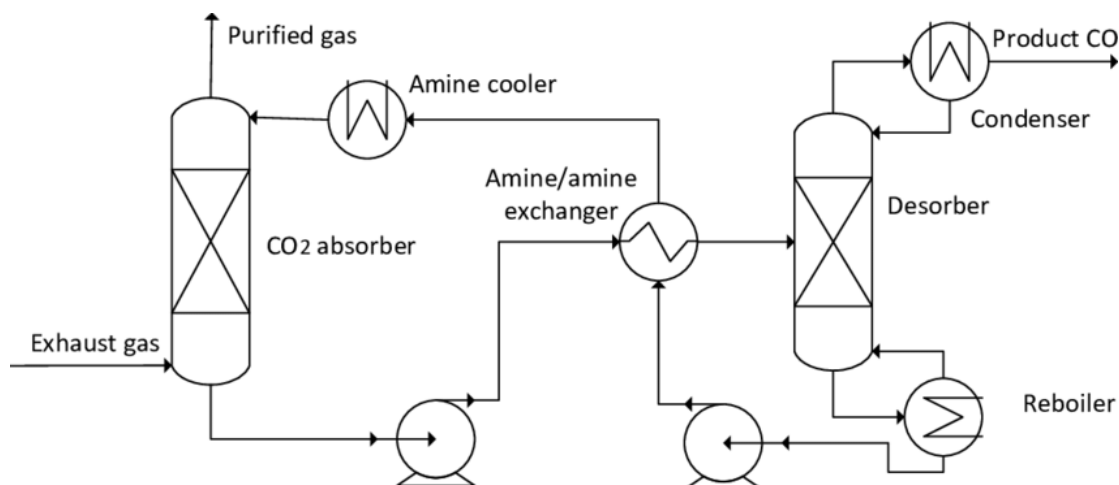 Purified gas
Amine cooler
Product CO
Condenser
Amine/amine
exchanger
Desorber
CO2 absorber
Exhaust gas
Reboiler